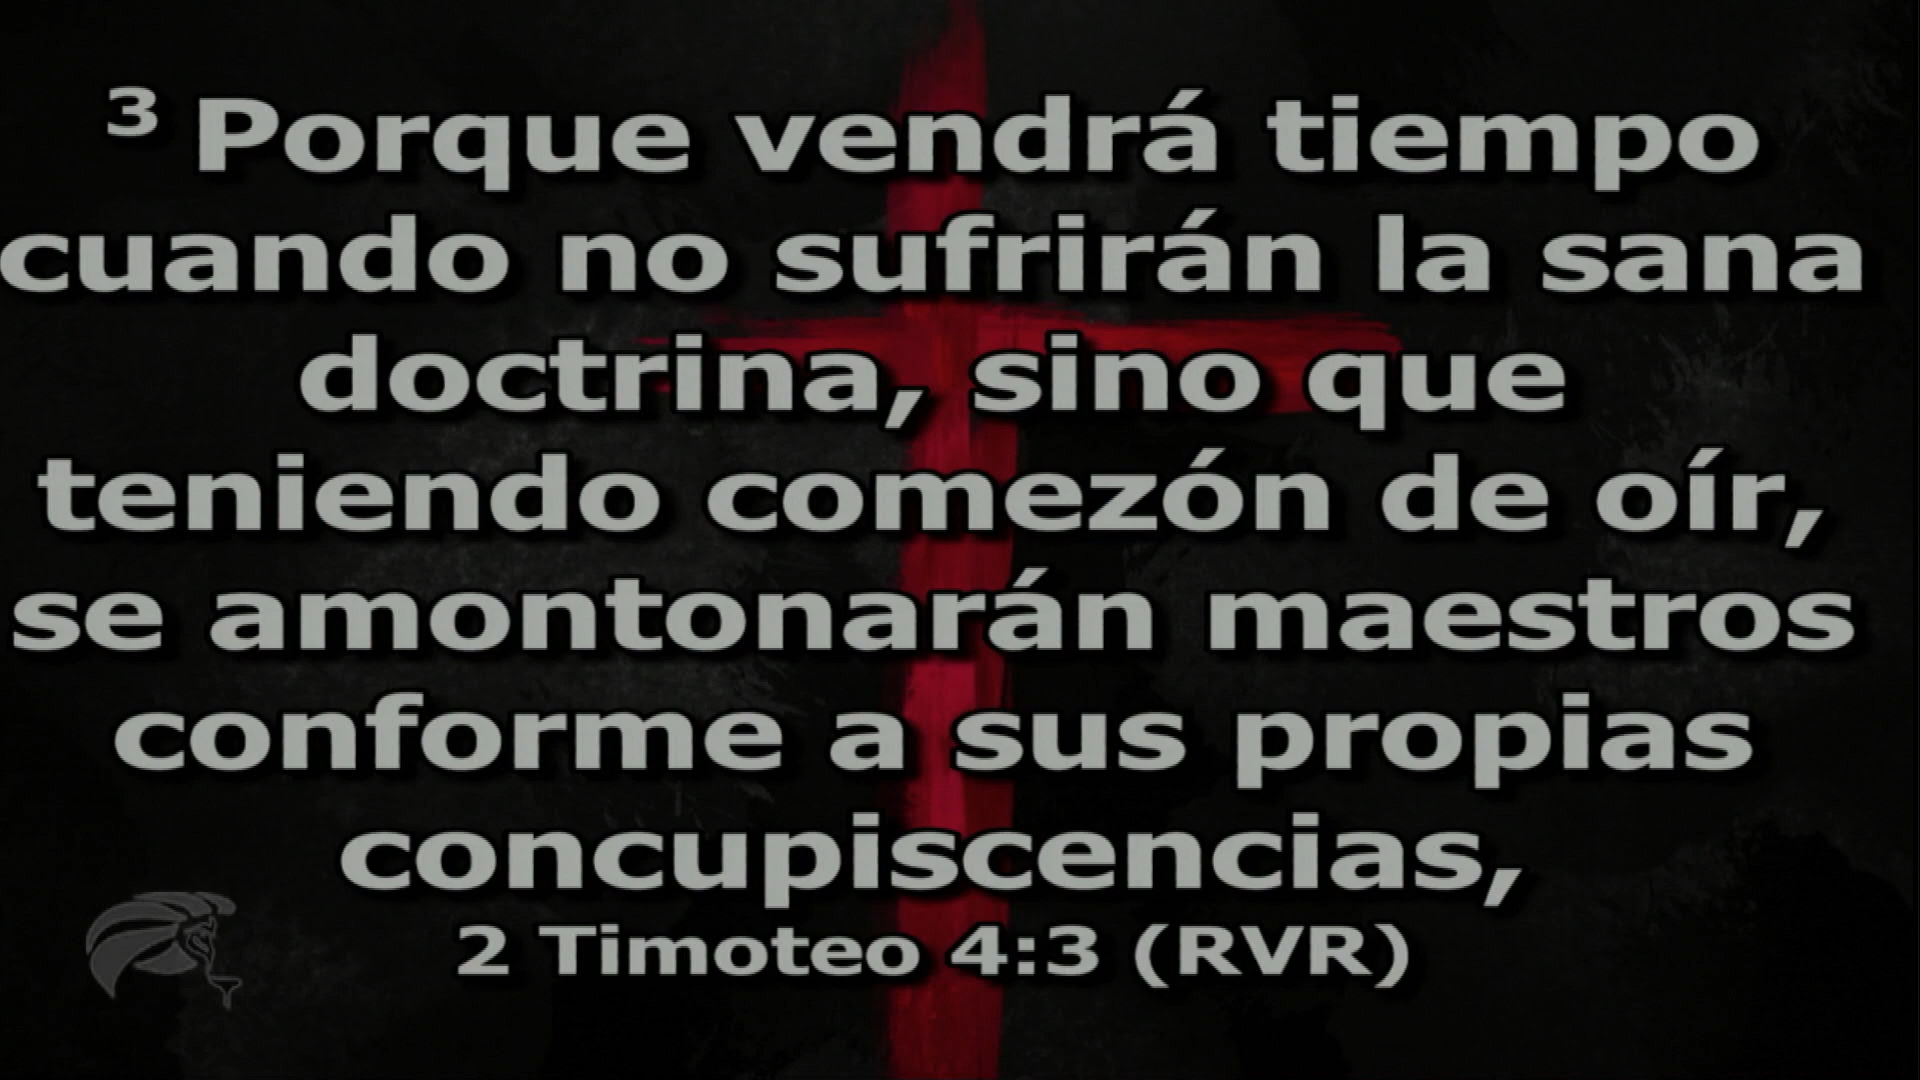 3 Porque vendrá tiempo
cuando no sufrirán la sana
doctrina, sino que
teniendo comezón de oír,
se amontonarán maestros
conforme a sus propias
concupiscencias,
2 Timoteo 4:3 (RVR)